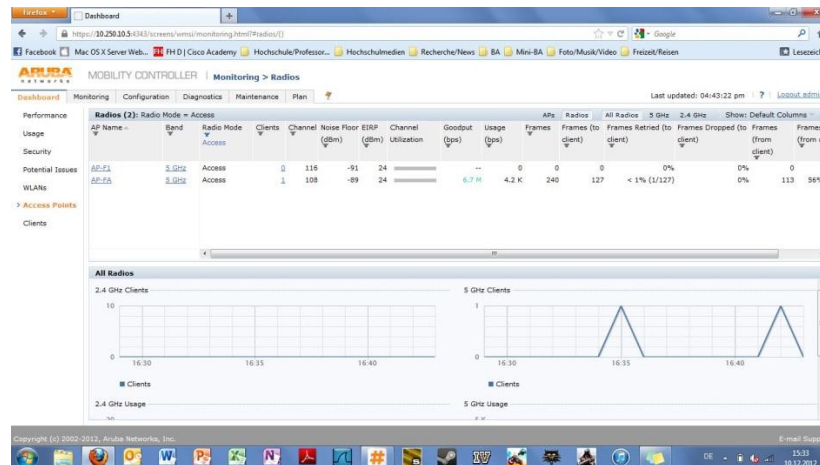 Firefox
Dashboard
+
https://10.250.10.5:4343/screens/wmsi/monitoring.html?#radios/{}
Google
Facebook Mac OS X Server Web... FH D | Cisco Academy Hochschule/Professor... Hochschulmedien Recherche/News BA Mini-BA Foto/Musik/Video Freizeit/Reisen Lesezeich
ARUBA networks
MOBILITY CONTROLLER | Monitoring > Radios
Dashboard Monitoring Configuration Diagnostics Maintenance Plan
Last updated: 04:43:22 pm ? Logout admi
Performance
Usage
Security
Potential Issues
WLANs
> Access Points
Clients
Radios (2): Radio Mode = Access
APs Radios All Radios 5 GHz 2.4 GHz Show: Default Columns
AP Name Band Radio Mode Clients Channel Noise Floor EIRP Channel Goodput Usage Frames Frames (to Frames Retried (to Frames Dropped (to Frames Frames
Access (dBm) (dBm) Utilization (bps) (bps) client) client) client) (from (from
client)
AP-F1 5 GHz Access 0 116 -91 24 -- 0 0 0 0% 0% 0
AP-FA 5 GHz Access 1 108 -89 24 6.7 M 4.2 K 240 127 < 1% (1/127) 0% 113 56%
All Radios
2.4 GHz Clients
10
0
16:30 16:35 16:40
Clients
5 GHz Clients
1
0
16:30 16:35 16:40
Clients
2.4 GHz Usage
5 GHz Usage
Copyright (c) 2002-2012, Aruba Networks, Inc.
E-mail Supp
DE
15:33
10.12.2012